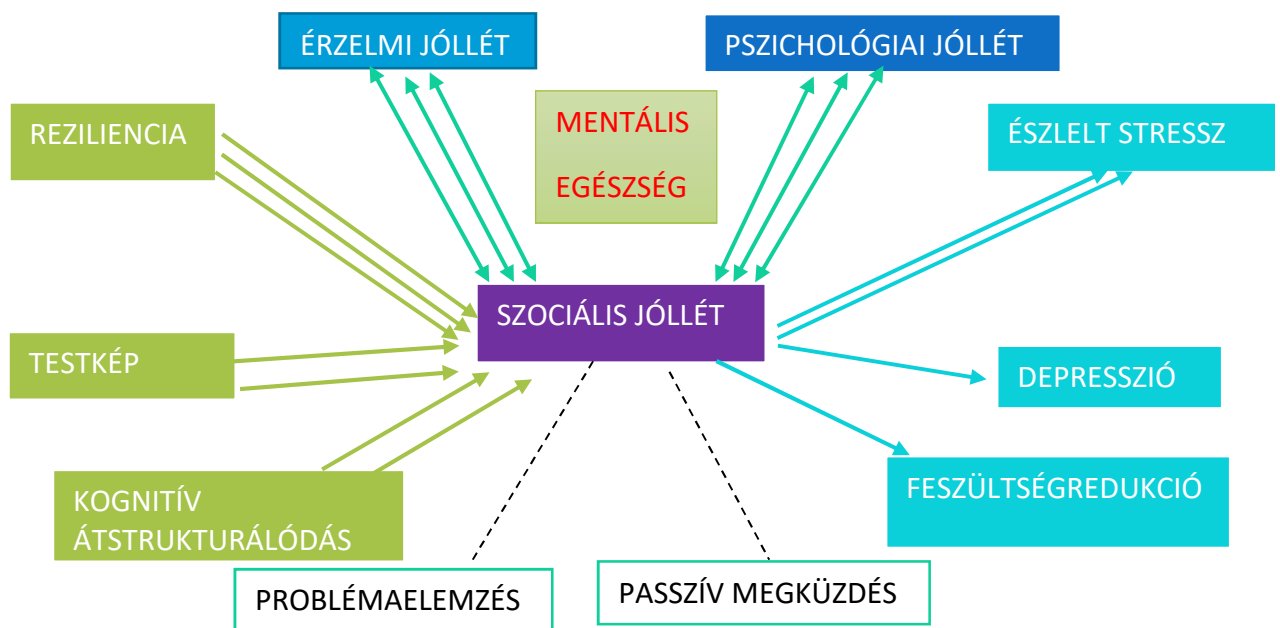 ÉRZELMI JÓLLÉT
PSZICHOLÓGIAI JÓLLÉT
MENTÁLIS
EGÉSZSÉG
REZILIENCIA
ÉSZLELT STRESSZ
SZOCIÁLIS JÓLLÉT
TESTKÉP
DEPRESSZIÓ
KOGNITÍV
ÁTSTRUKTURÁLÓDÁS
FESZÜLTSÉGREDUKCIÓ
PROBLÉMAELEMZÉS
PASSZÍV MEGKÜZDÉS